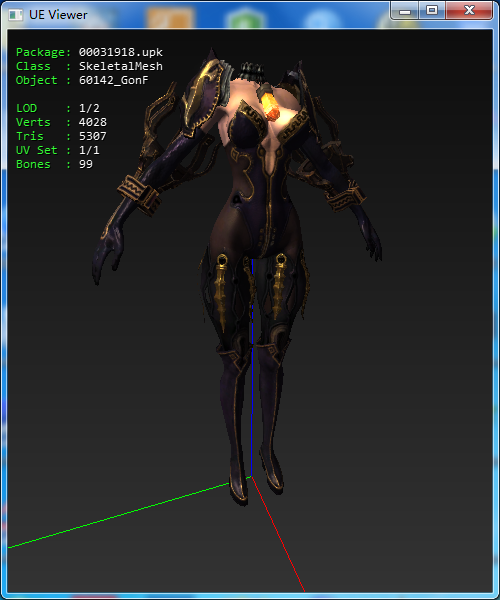 UE Viewer
Package: 00031918.upk
Class : SkeletalMesh
Object : 60142_GonF
LOD : 1/2
Verts : 4028
Tris : 5307
UV Set : 1/1
Bones : 99